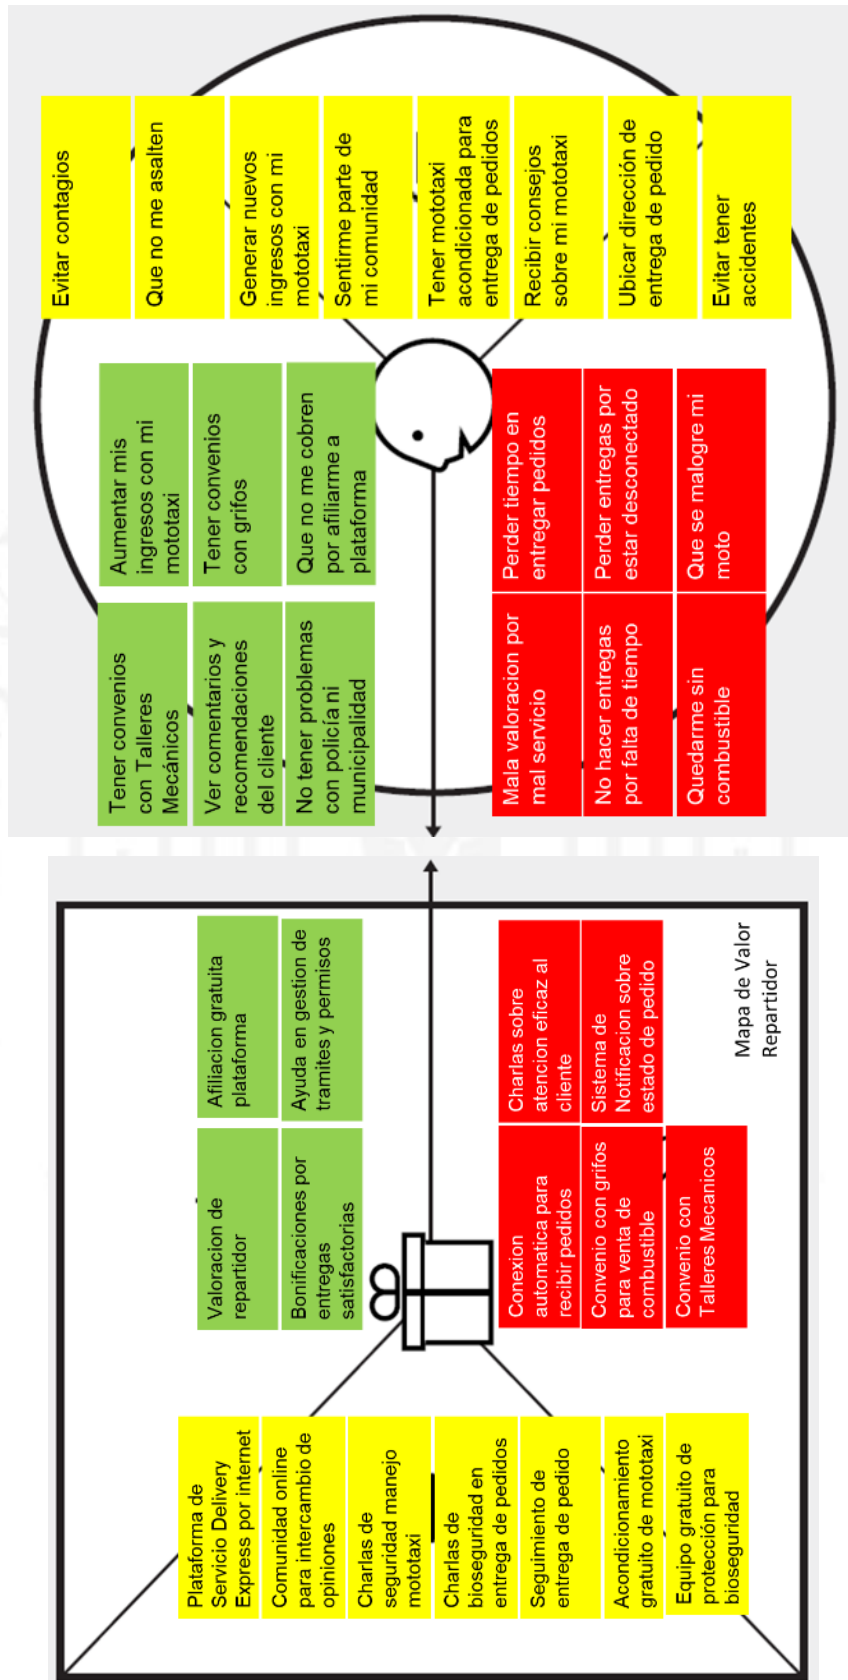 Plataforma de
Servicio Delivery
Express por internet
Comunidad online
para intercambio de
opiniones
Charlas de
seguridad manejo
mototaxi
Charlas de
bioseguridad en
entrega de pedidos
Seguimiento de
entrega de pedido
Acondicionamiento
gratuito de mototaxi
Equipo gratuito de
protección para
bioseguridad
Valoracion de
repartidor
Afiliacion gratuita
plataforma
Bonificaciones por
entregas
satisfactorias
Ayuda en gestion de
tramites y permisos
Conexion
automatica para
recibir pedidos
Charlas sobre
atencion eficaz al
cliente
Convenio con grifos
para venta de
combustible
Sistema de
Notificacion sobre
estado de pedido
Convenio con
Talleres Mecanicos
Mapa de Valor
Repartidor
Tener convenios
con Talleres
Mecánicos
Aumentar mis
ingresos con mi
mototaxi
Ver comentarios y
recomendaciones
del cliente
Tener convenios
con grifos
No tener problemas
con policía ni
municipalidad
Que no me cobren
por afiliarme a
plataforma
Mala valoracion por
mal servicio
Perder tiempo en
entregar pedidos
No hacer entregas
por falta de tiempo
Perder entregas por
estar desconectado
Quedarme sin
combustible
Que se malogre mi
moto
Evitar contagios
Que no me asalten
Generar nuevos
ingresos con mi
mototaxi
Sentirme parte de
mi comunidad
Tener mototaxi
acondicionada para
entrega de pedidos
Recibir consejos
sobre mi mototaxi
Ubicar dirección de
entrega de pedido
Evitar tener
accidentes